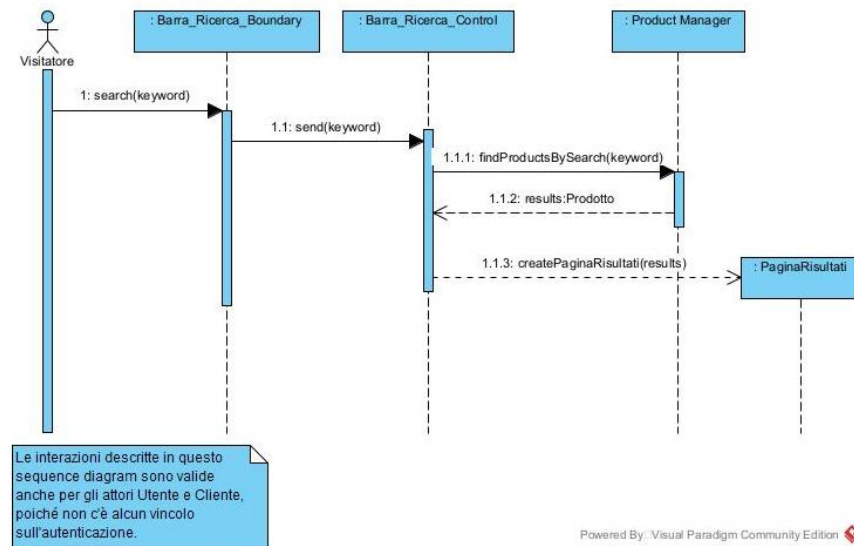 : Barra_Ricerca_Boundary
: Barra_Ricerca_Control
: Product Manager
Visitatore
1: search(keyword)
1.1: send(keyword)
1.1.1: findProductsBySearch(keyword)
1.1.2: results:Prodotto
1.1.3: createPaginaRisultati(results)
: PaginaRisultati
Le interazioni descritte in questo
sequence diagram sono valide
anche per gli attori Utente e Cliente,
poiché non c'è alcun vincolo
sull'autenticazione.
Powered By: Visual Paradigm Community Edition